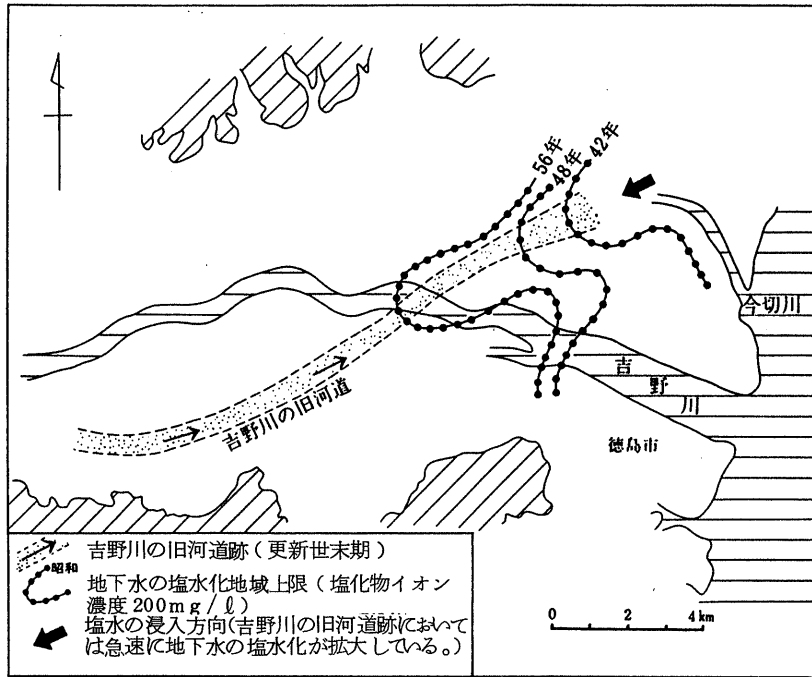 56年
48年
42年
今切川
吉野川
吉野川の旧河道
徳島市
吉野川の旧河道跡(更新世末期)
昭和
地下水の塩水化地域上限(塩化物イオン
濃度200mg/ℓ)
塩水の浸入方向(吉野川の旧河道跡において
は急速に地下水の塩水化が拡大している。)
0 2 4km